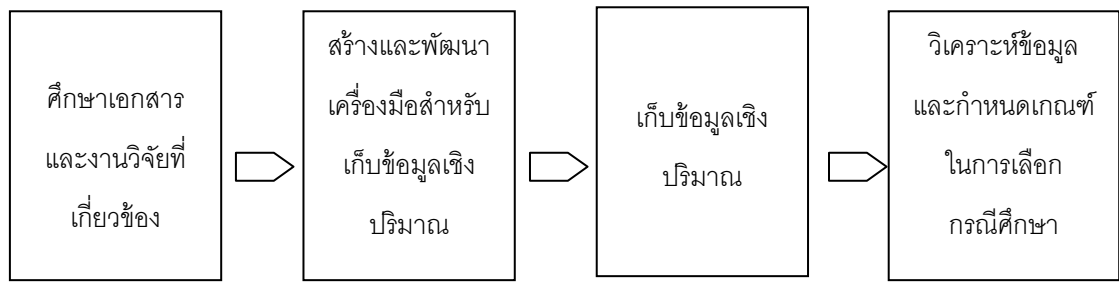 ศึกษาเอกสาร
และงานวิจัยที่
เกี่ยวข้อง
สร้างและพัฒนา
เครื่องมือสำหรับ
เก็บข้อมูลเชิง
ปริมาณ
เก็บข้อมูลเชิง
ปริมาณ
วิเคราะห์ข้อมูล
และกำหนดเกณฑ์
ในการเลือก
กรณีศึกษา